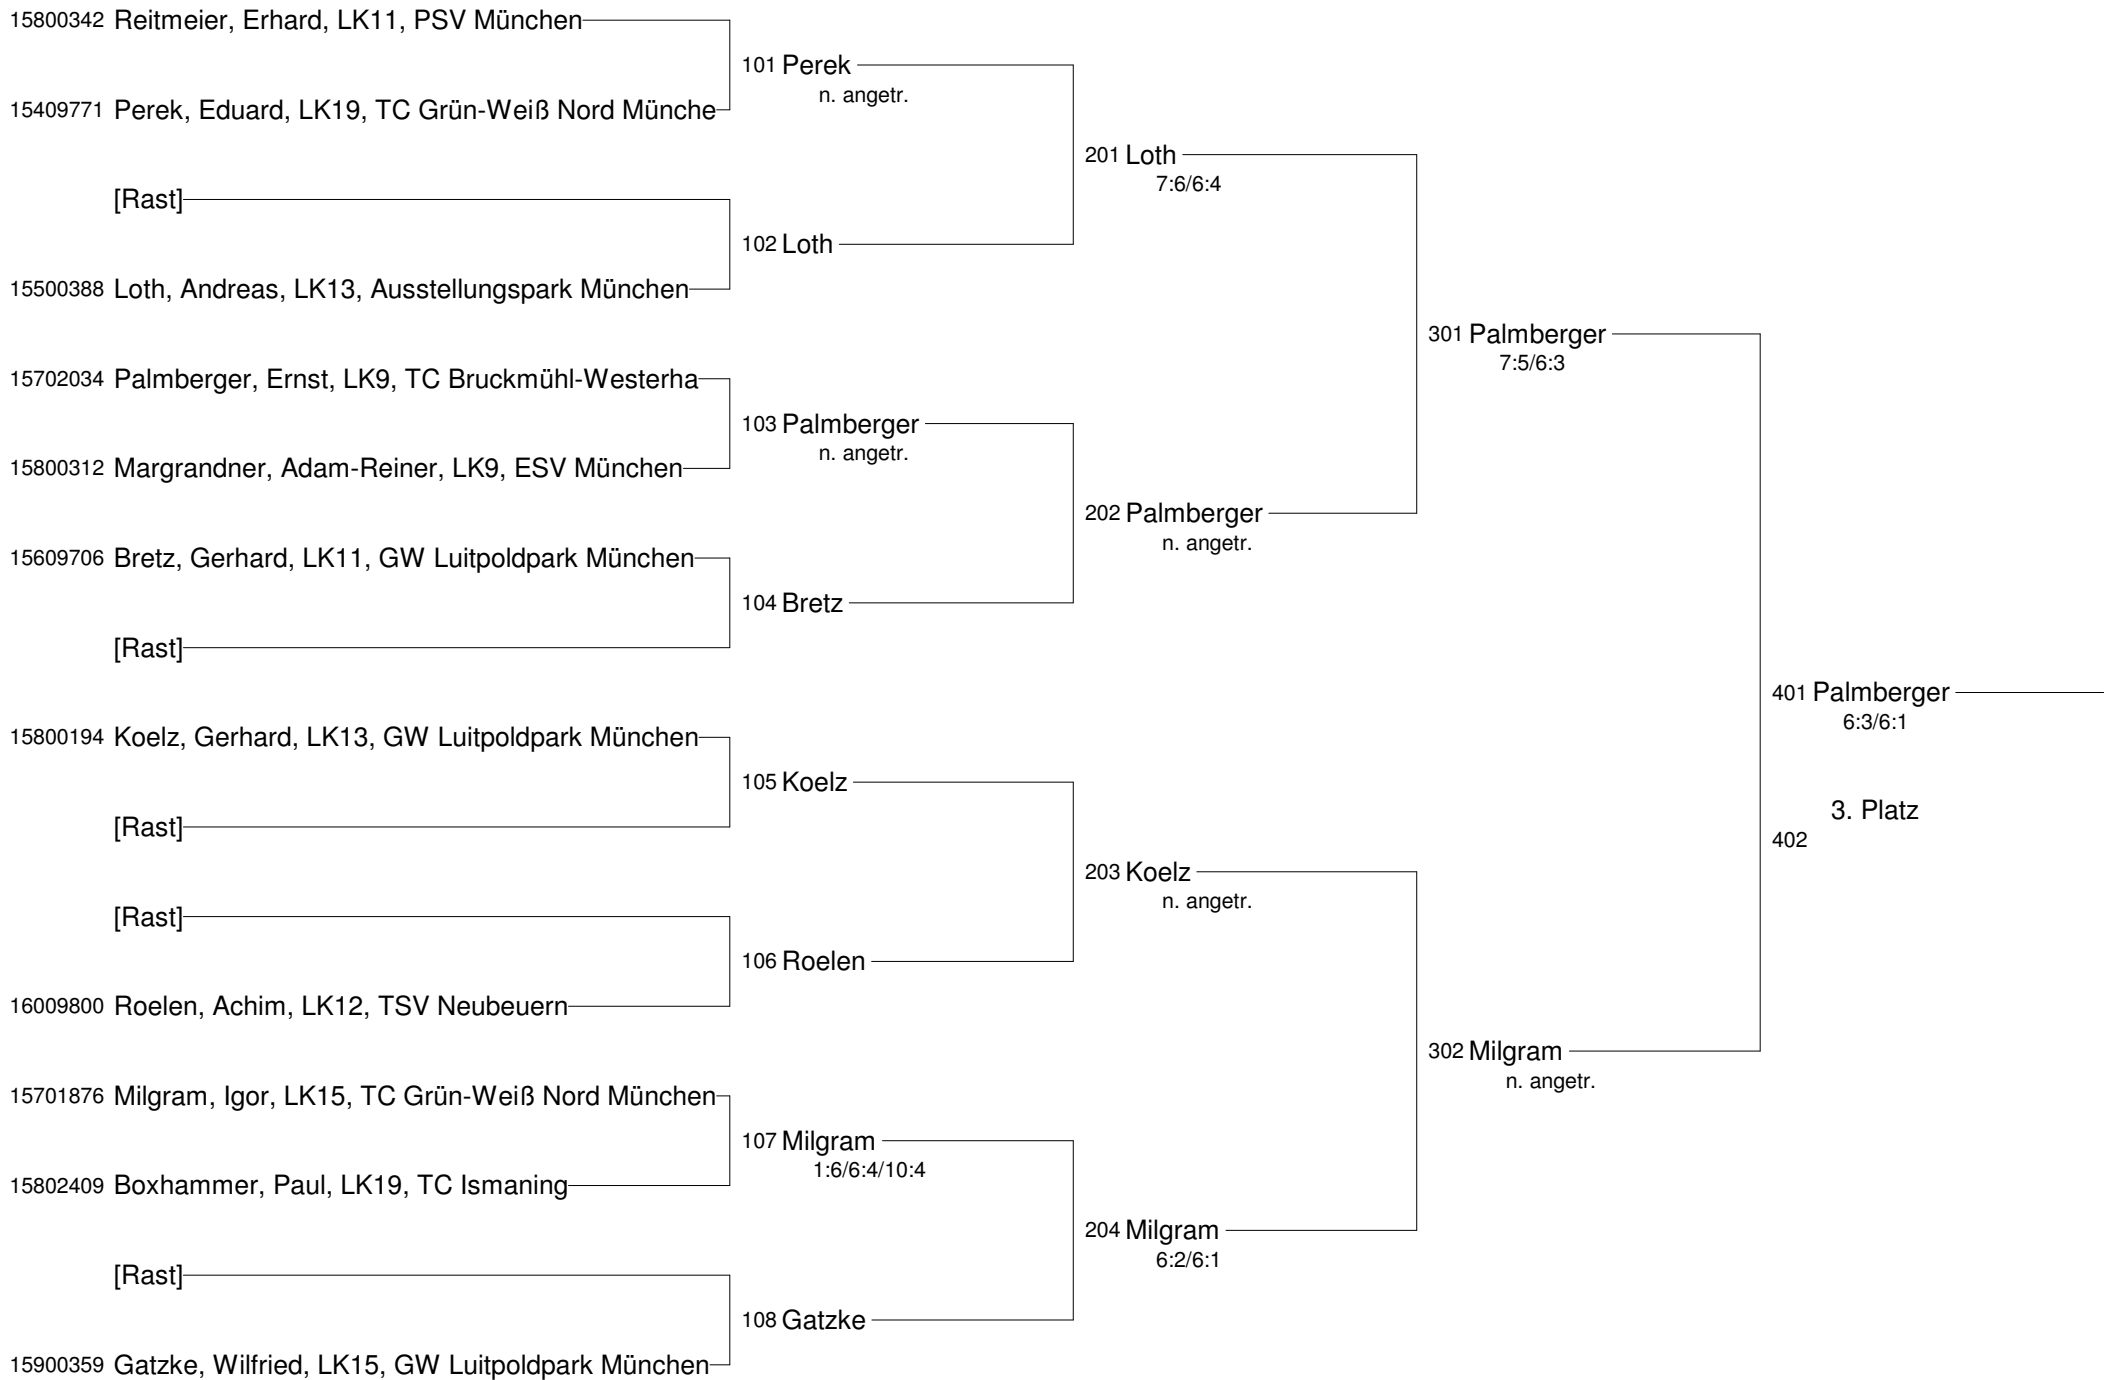 15800342 Reitmeier, Erhard, LK11, PSV München
101 Perek
n. angetr.
15409771 Perek, Eduard, LK19, TC Grün-Weiß Nord Münche
201 Loth
7:6/6:4
[Rast]
102 Loth
15500388 Loth, Andreas, LK13, Ausstellungspark München
301 Palmberger
7:5/6:3
15702034 Palmberger, Ernst, LK9, TC Bruckmühl-Westerha
103 Palmberger
n. angetr.
15800312 Margrandner, Adam-Reiner, LK9, ESV München
202 Palmberger
n. angetr.
15609706 Bretz, Gerhard, LK11, GW Luitpoldpark München
104 Bretz
[Rast]
401 Palmberger
6:3/6:1
15800194 Koelz, Gerhard, LK13, GW Luitpoldpark München
105 Koelz
3. Platz
402
[Rast]
203 Koelz
n. angetr.
[Rast]
106 Roelen
16009800 Roelen, Achim, LK12, TSV Neubeuern
302 Milgram
n. angetr.
15701876 Milgram, Igor, LK15, TC Grün-Weiß Nord München
107 Milgram
1:6/6:4/10:4
15802409 Boxhammer, Paul, LK19, TC Ismaning
204 Milgram
6:2/6:1
[Rast]
108 Gatzke
15900359 Gatzke, Wilfried, LK15, GW Luitpoldpark München